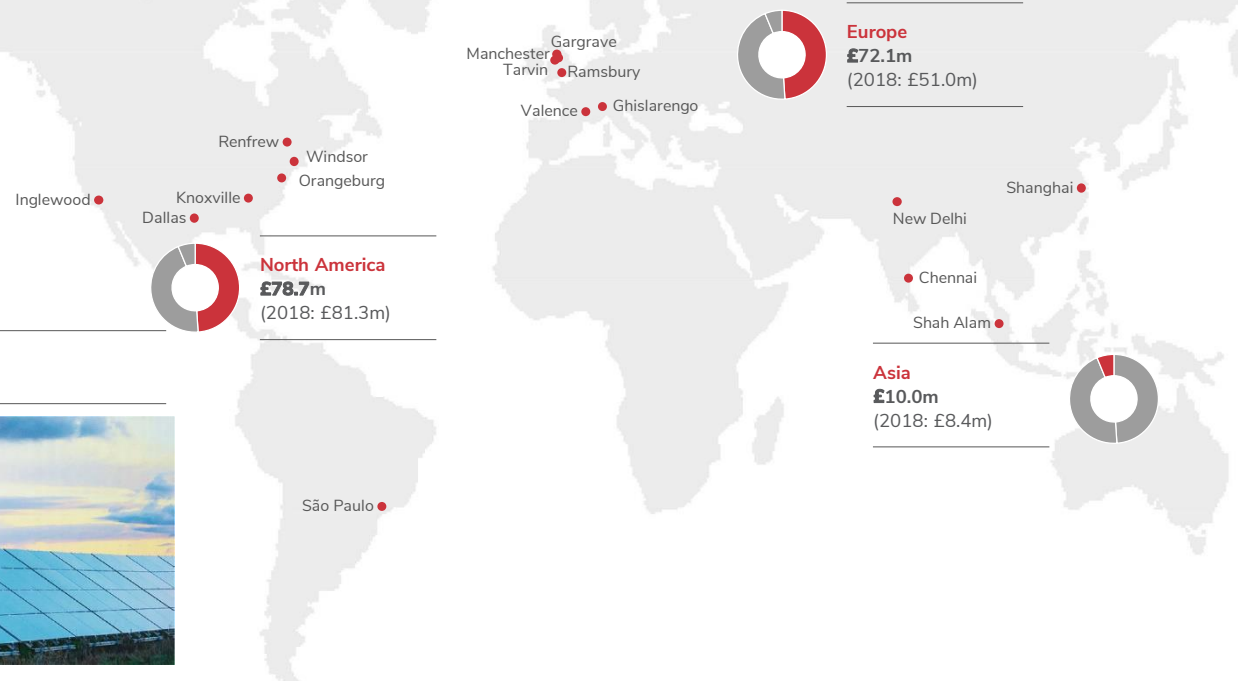 Gargrave
Manchester
Tarvin
Ramsbury
Valence
Ghislarengo
Europe
£72.1m
(2018: £51.0m)
Renfrew
Windsor
Orangeburg
Inglewood
Knoxville
Dallas
North America
£78.7m
(2018: £81.3m)
Shanghai
New Delhi
Chennai
Shah Alam
Asia
£10.0m
(2018: £8.4m)
São Paulo